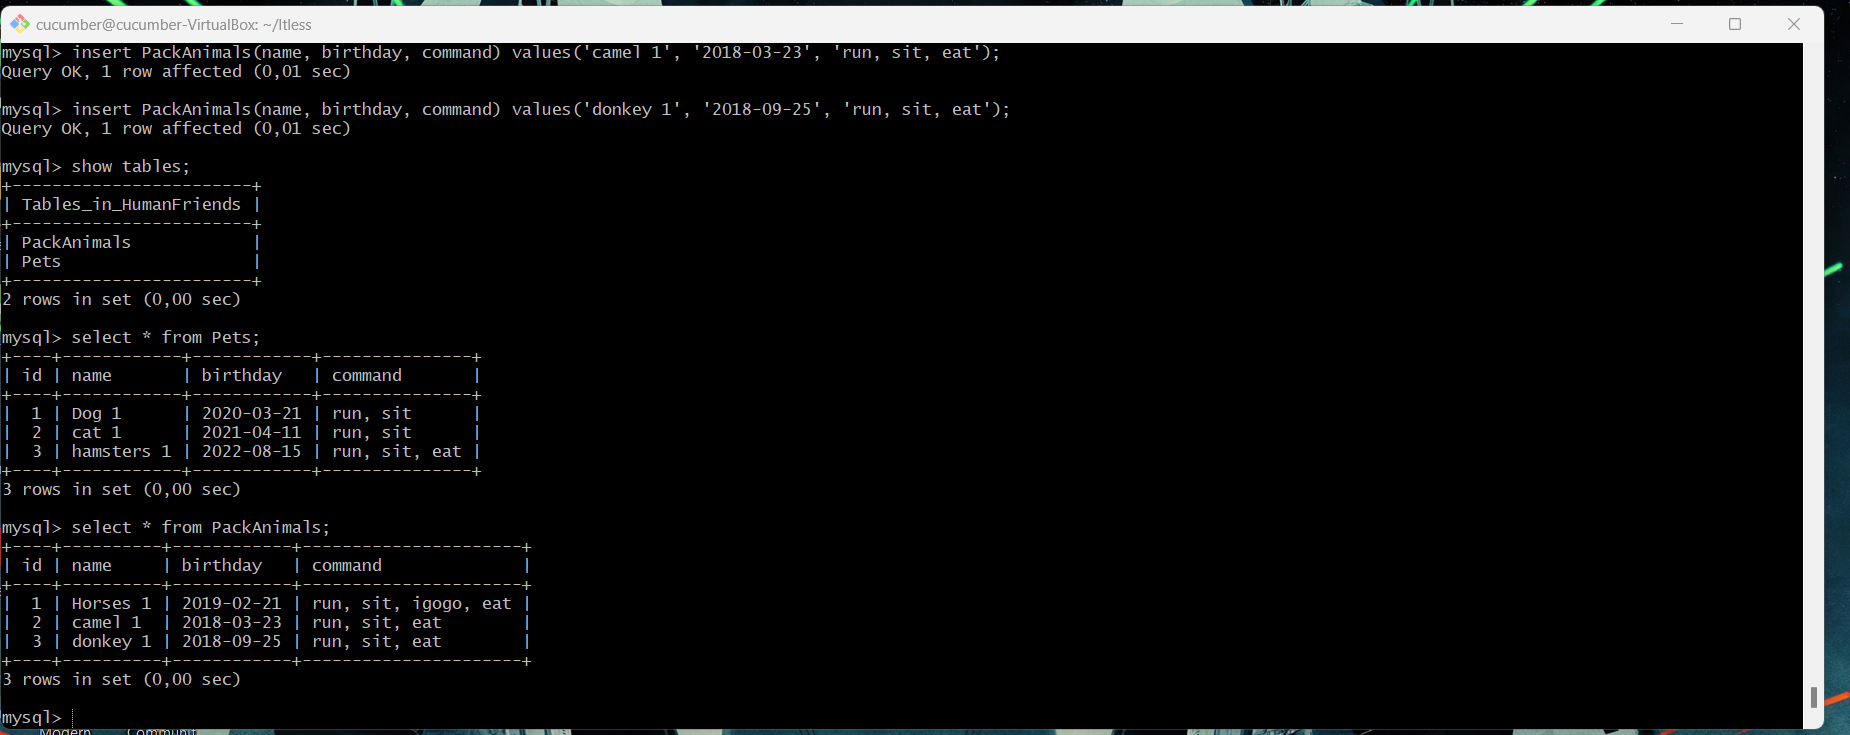 cucumber@cucumber-VirtualBox: ~/ltless
mysql> insert PackAnimals(name, birthday, command) values('camel 1', '2018-03-23', 'run, sit, eat');
Query OK, 1 row affected (0,01 sec)
mysql> insert PackAnimals(name, birthday, command) values('donkey 1', '2018-09-25', 'run, sit, eat');
Query OK, 1 row affected (0,01 sec)
mysql> show tables;
+------------------------+
| Tables_in_HumanFriends |
+------------------------+
| PackAnimals            |
| Pets                   |
+------------------------+
2 rows in set (0,00 sec)
mysql> select * from Pets;
+----+------------+------------+---------------+
| id | name       | birthday   | command       |
+----+------------+------------+---------------+
|  1 | Dog 1      | 2020-03-21 | run, sit      |
|  2 | cat 1      | 2021-04-11 | run, sit      |
|  3 | hamsters 1 | 2022-08-15 | run, sit, eat |
+----+------------+------------+---------------+
3 rows in set (0,00 sec)
mysql> select * from PackAnimals;
+----+----------+------------+----------------------+
| id | name     | birthday   | command              |
+----+----------+------------+----------------------+
|  1 | Horses 1 | 2019-02-21 | run, sit, igogo, eat |
|  2 | camel 1  | 2018-03-23 | run, sit, eat        |
|  3 | donkey 1 | 2018-09-25 | run, sit, eat        |
+----+----------+------------+----------------------+
3 rows in set (0,00 sec)
mysql>
Modern Communit